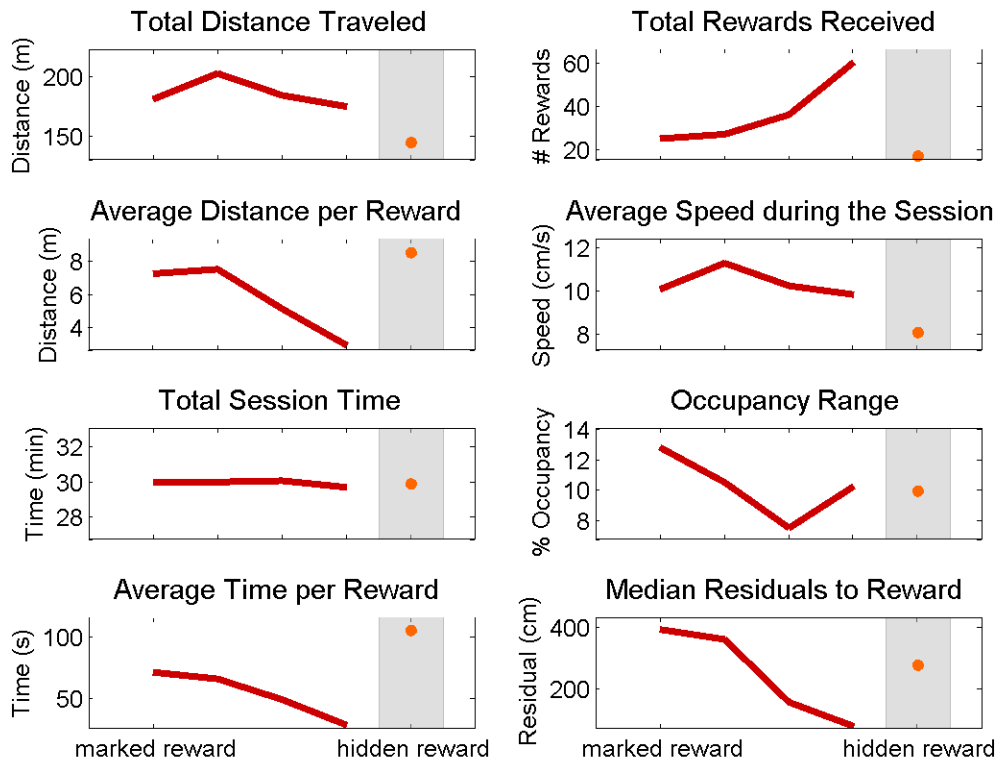 Total Distance Traveled
Distance (m)
200
150
Total Rewards Received
# Rewards
60
40
20
Average Distance per Reward
Distance (m)
8
6
4
Average Speed during the Session
Speed (cm/s)
12
10
8
Total Session Time
Time (min)
32
30
28
Occupancy Range
% Occupancy
14
12
10
8
Average Time per Reward
Time (s)
100
50
marked reward
hidden reward
Median Residuals to Reward
Residual (cm)
400
200
marked reward
hidden reward